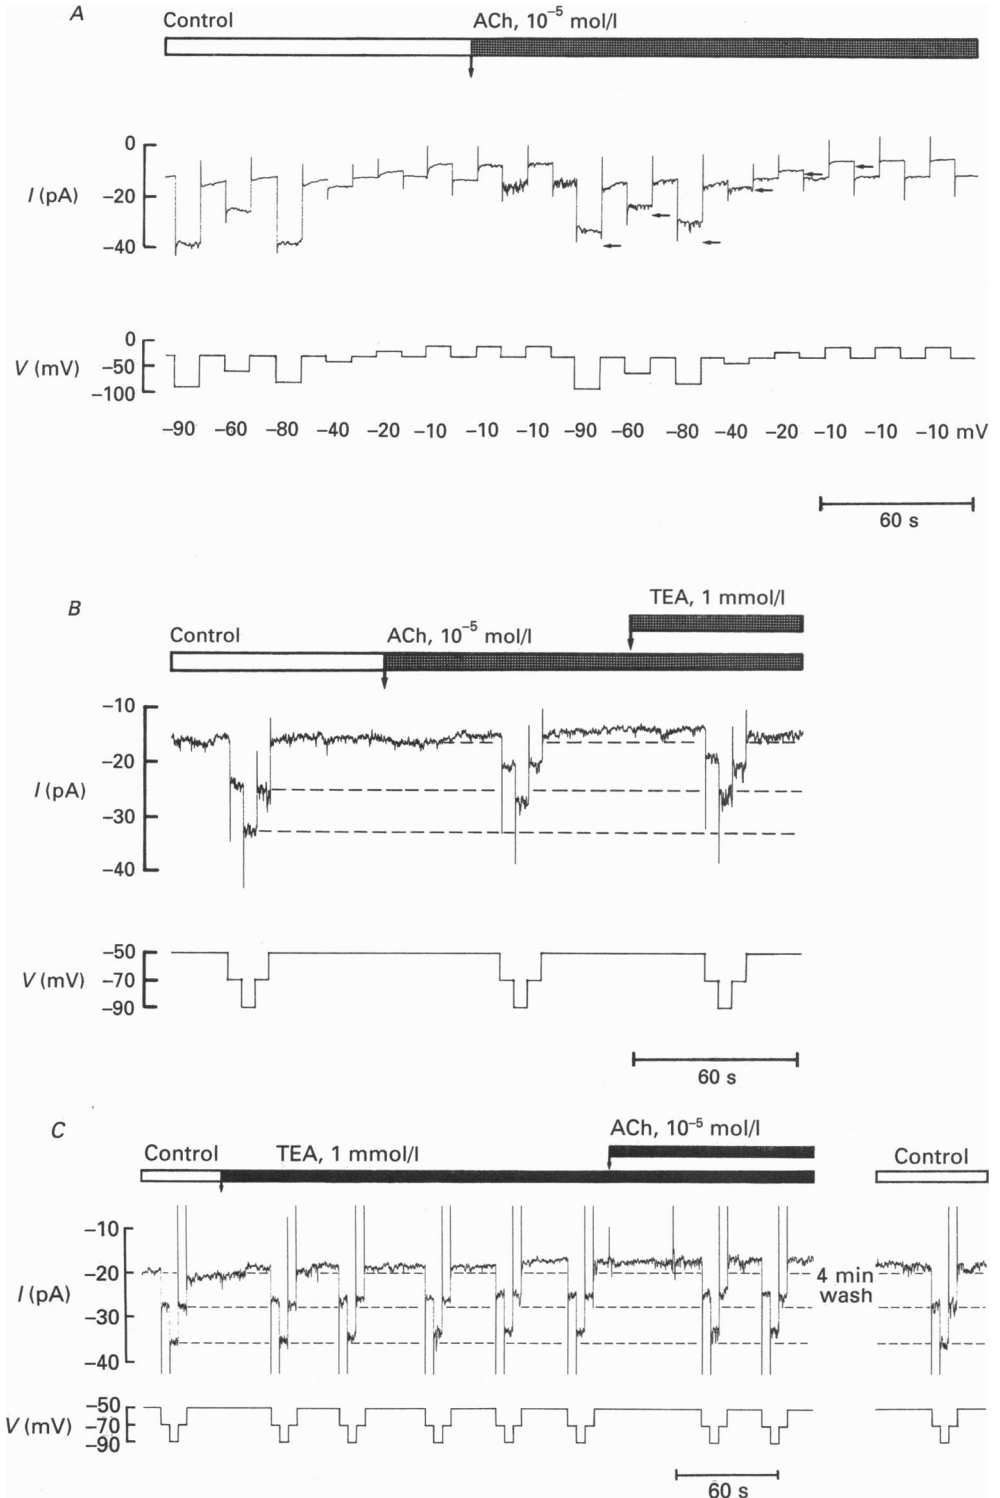 A
Control
ACh, 10⁻⁵ mol/l
0
I (pA)
−20
−40
0
V (mV)
−50
−100
−90 −60 −80 −40 −20 −10 −10 −10 −90 −60 −80 −40 −20 −10 −10 −10 mV
60 s
B
TEA, 1 mmol/l
Control
ACh, 10⁻⁵ mol/l
−10
−20
I (pA)
−30
−40
−50
V (mV)
−70
−90
60 s
C
ACh, 10⁻⁵ mol/l
Control
TEA, 1 mmol/l
Control
−10
−20
I (pA)
−30
−40
4 min
wash
−50
V (mV)
−70
−90
60 s